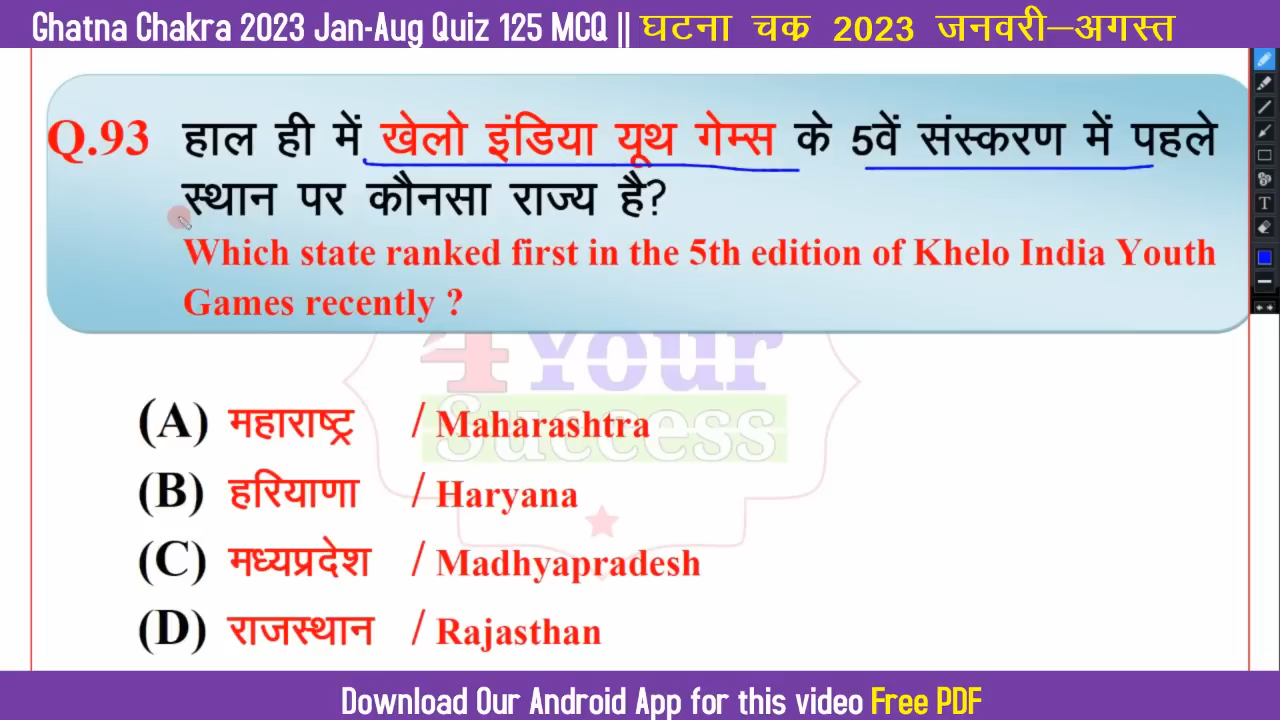 Ghatna Chakra 2023 Jan-Aug Quiz 125 MCQ || घटना चक्र 2023 जनवरी–अगस्त
Q.93 हाल ही में खेलो इंडिया यूथ गेम्स के 5वें संस्करण में पहले
स्थान पर कौनसा राज्य है?
Which state ranked first in the 5th edition of Khelo India Youth
Games recently ?
4Your
Success
(A) महाराष्ट्र / Maharashtra
(B) हरियाणा / Haryana
(C) मध्यप्रदेश / Madhyapradesh
(D) राजस्थान / Rajasthan
Download Our Android App for this video Free PDF